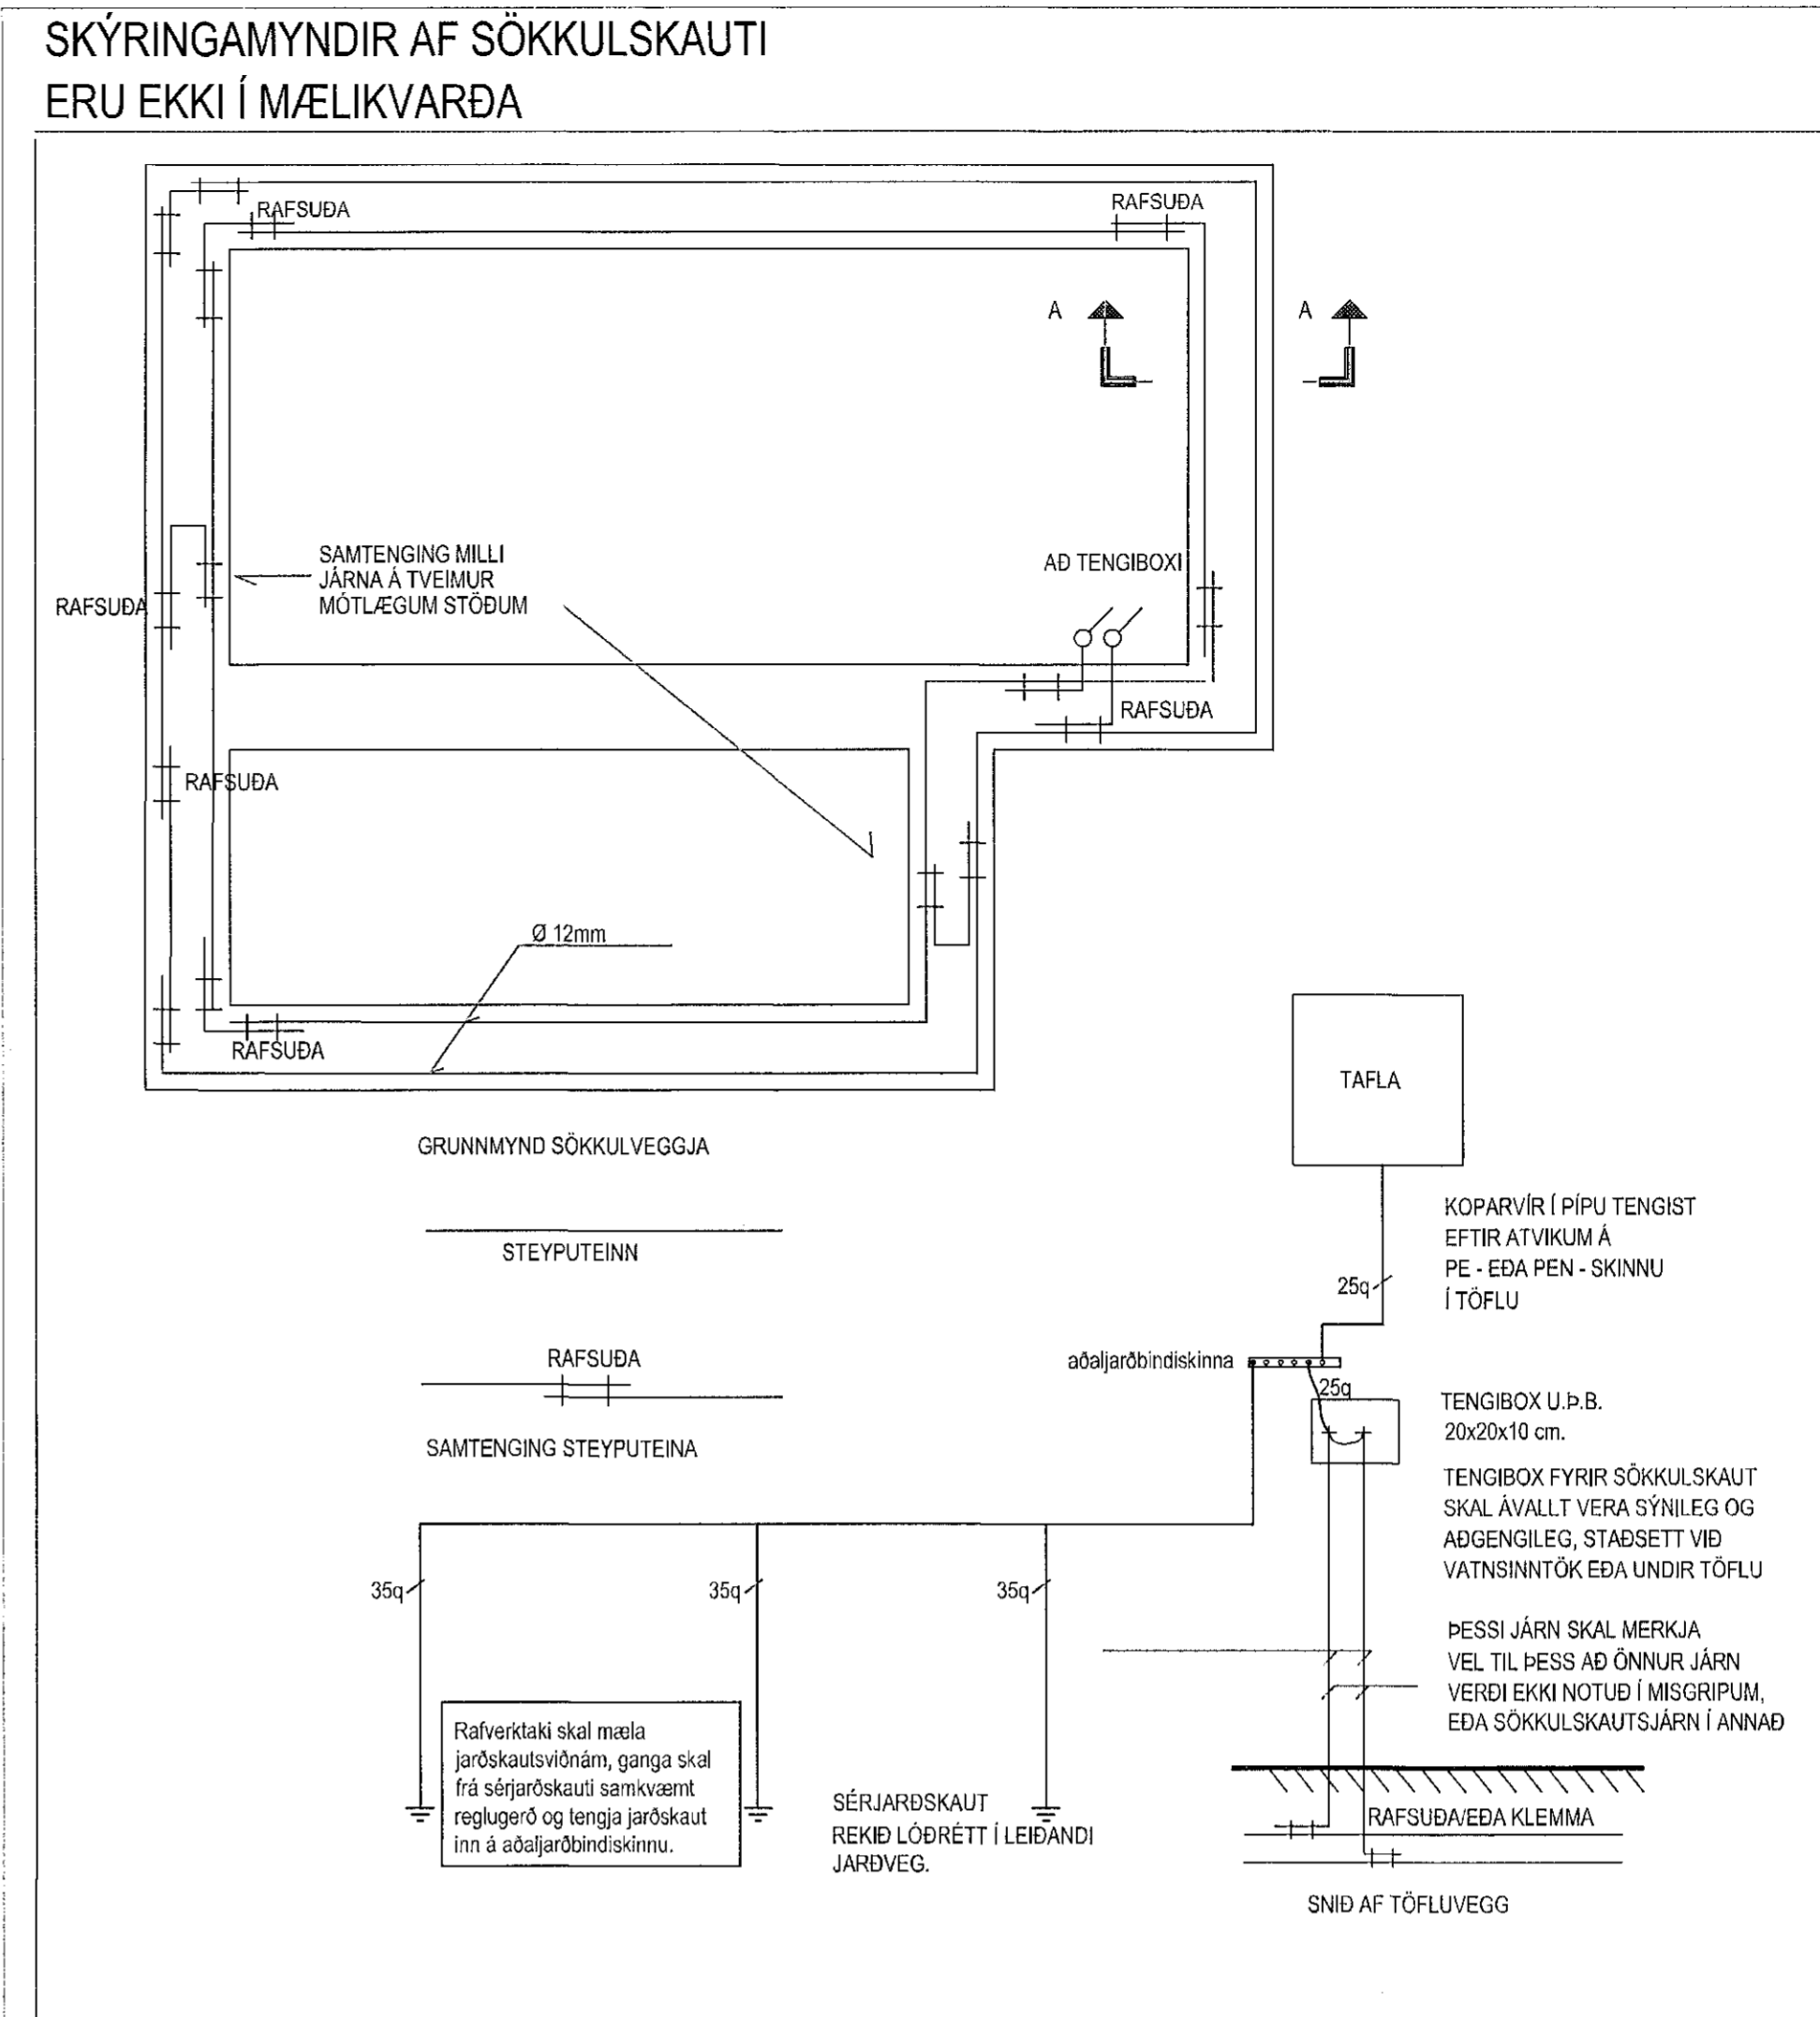 SKÝRINGAMYNDIR AF SÖKKULSKAUTI
ERU EKKI Í MÆLIKVARÐA
RAFSUÐA
RAFSUÐA
A
A
SAMTENGING MILLI
JÁRNA Á TVEIMUR
MÓTLÆGUM STÖÐUM
AÐ TENGIBOXI
RAFSUÐA
RAFSUÐA
RAFSUÐA
Ø 12mm
RAFSUÐA
TAFLA
GRUNNMYND SÖKKULVEGGJA
KOPARVÍR Í PÍPU TENGIST
EFTIR ATVIKUM Á
PE - EÐA PEN - SKINNU
Í TÖFLU
STEYPUTEINN
25q
RAFSUÐA
aðaljarðbindiskinna
25q
TENGIBOX U.Þ.B.
20x20x10 cm.
SAMTENGING STEYPUTEINA
TENGIBOX FYRIR SÖKKULSKAUT
SKAL ÁVALLT VERA SÝNILEG OG
AÐGENGILEG, STAÐSETT VIÐ
VATNSINNTÖK EÐA UNDIR TÖFLU
35q
35q
35q
ÞESSI JÁRN SKAL MERKJA
VEL TIL ÞESS AÐ ÖNNUR JÁRN
VERÐI EKKI NOTUÐ Í MISGRIPUM,
EÐA SÖKKULSKAUTSJÁRN Í ANNAÐ
Rafverktaki skal mæla
jarðskautsviðnám, ganga skal
frá sérjarðskauti samkvæmt
reglugerð og tengja jarðskaut
inn á aðaljarðbindiskinnu.
SÉRJARÐSKAUT
REKIÐ LÓÐRÉTT Í LEIÐANDI
JARÐVEG.
RAFSUÐA/EÐA KLEMMA
SNIÐ AF TÖFLUVEGG